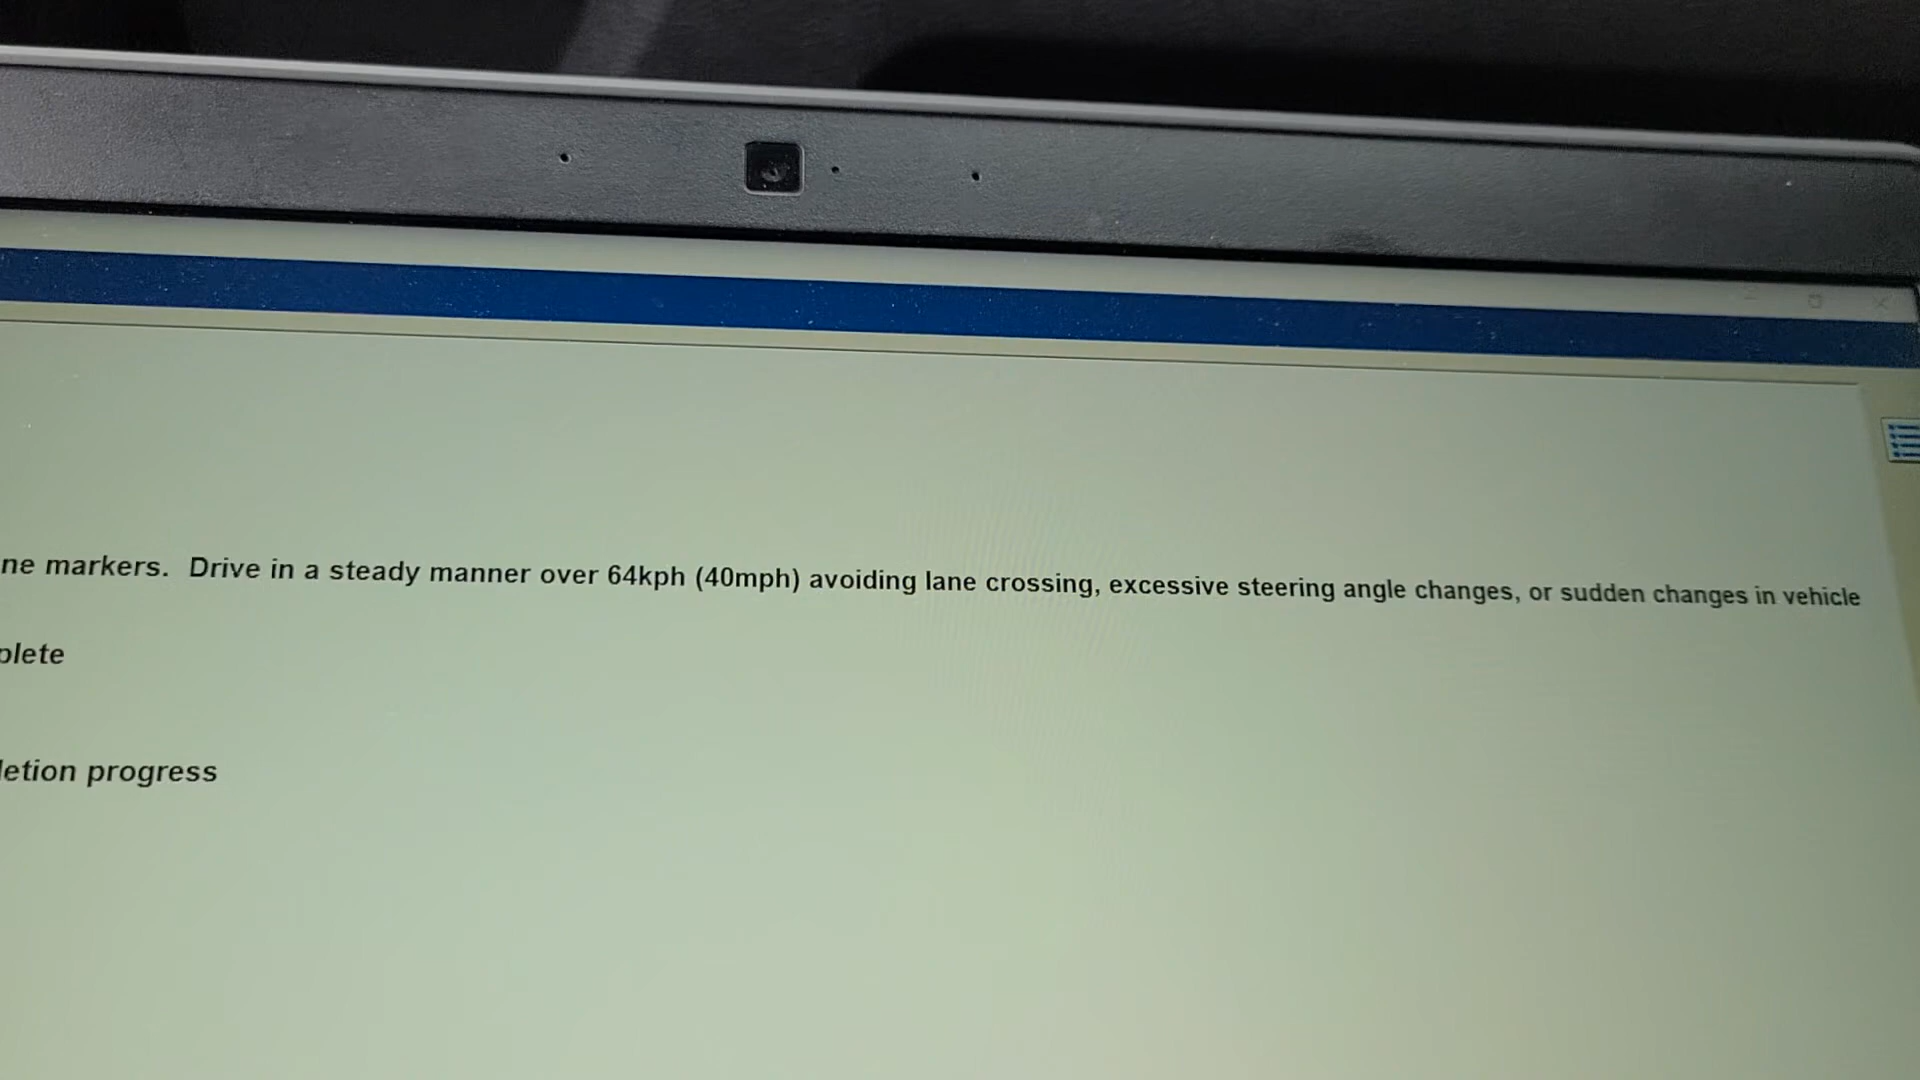 ne markers. Drive in a steady manner over 64kph (40mph) avoiding lane crossing, excessive steering angle changes, or sudden changes in vehicle
plete
letion progress